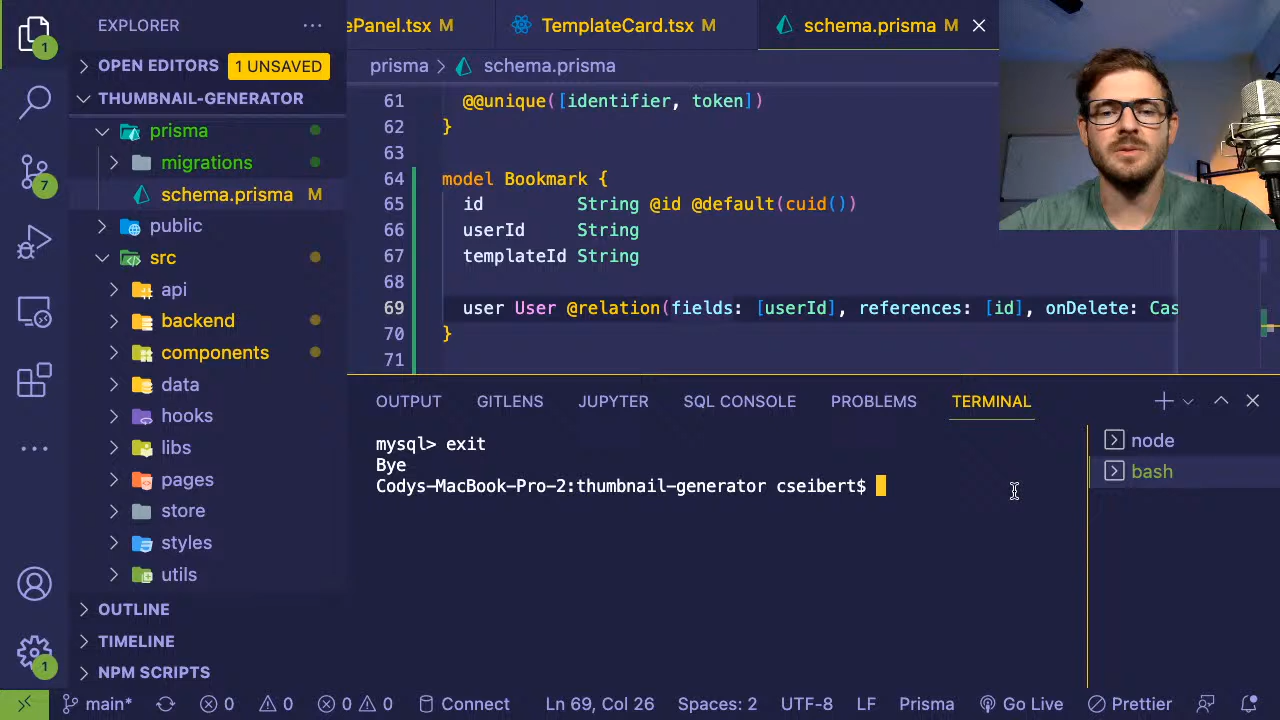 EXPLORER
OPEN EDITORS 1 UNSAVED
THUMBNAIL-GENERATOR
prisma
migrations
schema.prisma M
public
src
api
backend
components
data
hooks
libs
pages
store
styles
utils
OUTLINE
TIMELINE
NPM SCRIPTS
1
7
1
ePanel.tsx M
TemplateCard.tsx M
schema.prisma M
prisma > schema.prisma
61 @@unique([identifier, token])
62 }
63
64 model Bookmark {
65 id String @id @default(cuid())
66 userId String
67 templateId String
68
69 user User @relation(fields: [userId], references: [id], onDelete: Cas
70 }
71
OUTPUT GITLENS JUPYTER SQL CONSOLE PROBLEMS TERMINAL
mysql> exit
Bye
Codys-MacBook-Pro-2:thumbnail-generator cseibert$
node
bash
main* 0 0 0 0 Connect Ln 69, Col 26 Spaces: 2 UTF-8 LF Prisma Go Live Prettier